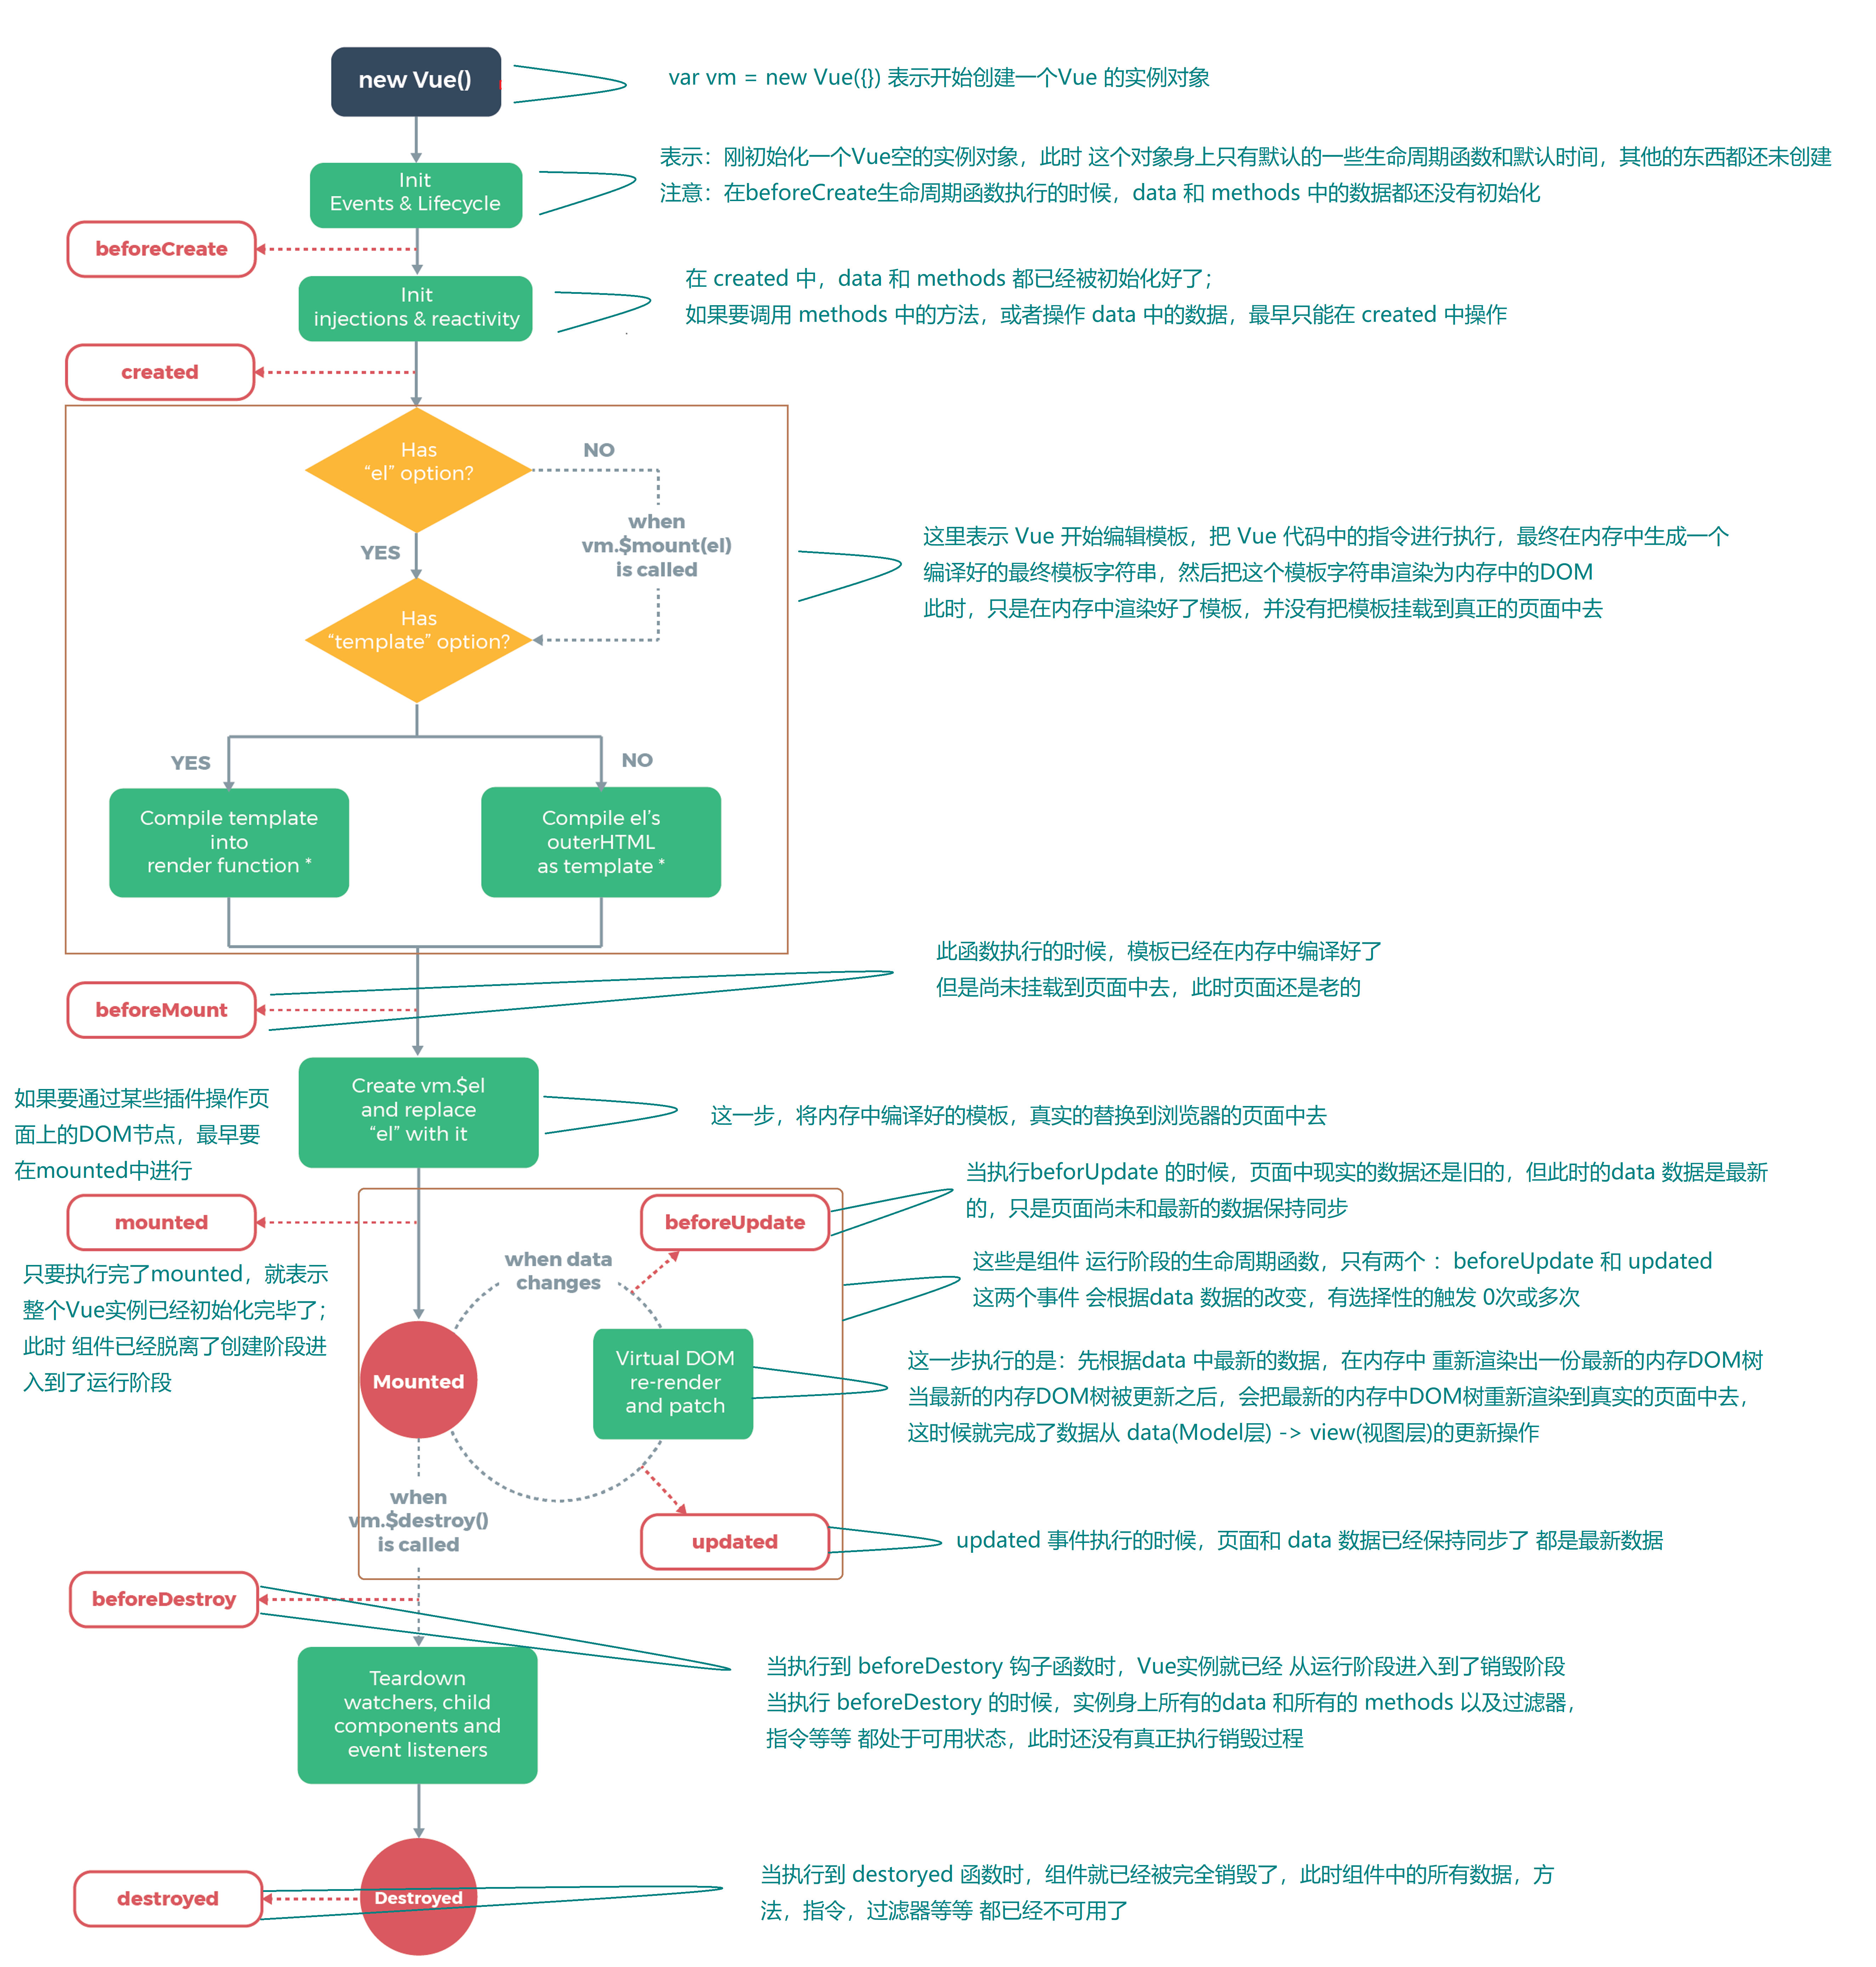 new Vue()
var vm = new Vue({}) 表示开始创建一个Vue 的实例对象
Init
Events & Lifecycle
表示：刚初始化一个Vue空的实例对象，此时 这个对象身上只有默认的一些生命周期函数和默认时间，其他的东西都还未创建
注意：在beforeCreate生命周期函数执行的时候，data 和 methods 中的数据都还没有初始化
beforeCreate
Init
injections & reactivity
在 created 中，data 和 methods 都已经被初始化好了；
如果要调用 methods 中的方法，或者操作 data 中的数据，最早只能在 created 中操作
created
Has
“el” option?
NO
when
vm.$mount(el)
is called
YES
Has
“template” option?
这里表示 Vue 开始编辑模板，把 Vue 代码中的指令进行执行，最终在内存中生成一个
编译好的最终模板字符串，然后把这个模板字符串渲染为内存中的DOM
此时，只是在内存中渲染好了模板，并没有把模板挂载到真正的页面中去
YES
NO
Compile template
into
render function *
Compile el’s
outerHTML
as template *
此函数执行的时候，模板已经在内存中编译好了
但是尚未挂载到页面中去，此时页面还是老的
beforeMount
Create vm.$el
and replace
“el” with it
这一步，将内存中编译好的模板，真实的替换到浏览器的页面中去
如果要通过某些插件操作页
面上的DOM节点，最早要
在mounted中进行
mounted
只要执行完了mounted，就表示
整个Vue实例已经初始化完毕了；
此时 组件已经脱离了创建阶段进
入到了运行阶段
beforeUpdate
当执行beforUpdate 的时候，页面中现实的数据还是旧的，但此时的data 数据是最新
的，只是页面尚未和最新的数据保持同步
when data
changes
这些是组件 运行阶段的生命周期函数，只有两个 ：beforeUpdate 和 updated
这两个事件 会根据data 数据的改变，有选择性的触发 0次或多次
Mounted
Virtual DOM
re-render
and patch
这一步执行的是：先根据data 中最新的数据，在内存中 重新渲染出一份最新的内存DOM树
当最新的内存DOM树被更新之后，会把最新的内存中DOM树重新渲染到真实的页面中去，
这时候就完成了数据从 data(Model层) -> view(视图层)的更新操作
when
vm.$destroy()
is called
updated
updated 事件执行的时候，页面和 data 数据已经保持同步了 都是最新数据
beforeDestroy
Teardown
watchers, child
components and
event listeners
当执行到 beforeDestory 钩子函数时，Vue实例就已经 从运行阶段进入到了销毁阶段
当执行 beforeDestory 的时候，实例身上所有的data 和所有的 methods 以及过滤器，
指令等等 都处于可用状态，此时还没有真正执行销毁过程
destroyed
Destroyed
当执行到 destoryed 函数时，组件就已经被完全销毁了，此时组件中的所有数据，方
法，指令，过滤器等等 都已经不可用了